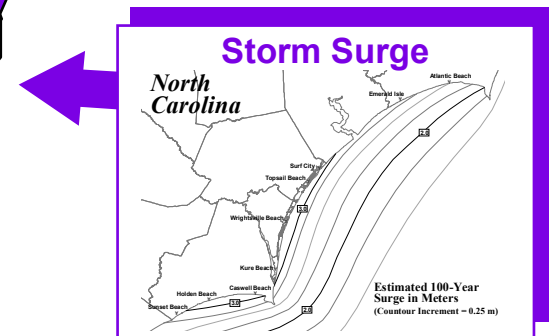 Storm Surge
North
Carolina
Atlantic Beach
Emerald Isle
2.0
Surf City
Topsail Beach
3.0
Wrightsville Beach
Kure Beach
Caswell Beach
Holden Beach
3.0
Sunset Beach
2.0
Estimated 100-Year
Surge in Meters
(Countour Increment = 0.25 m)